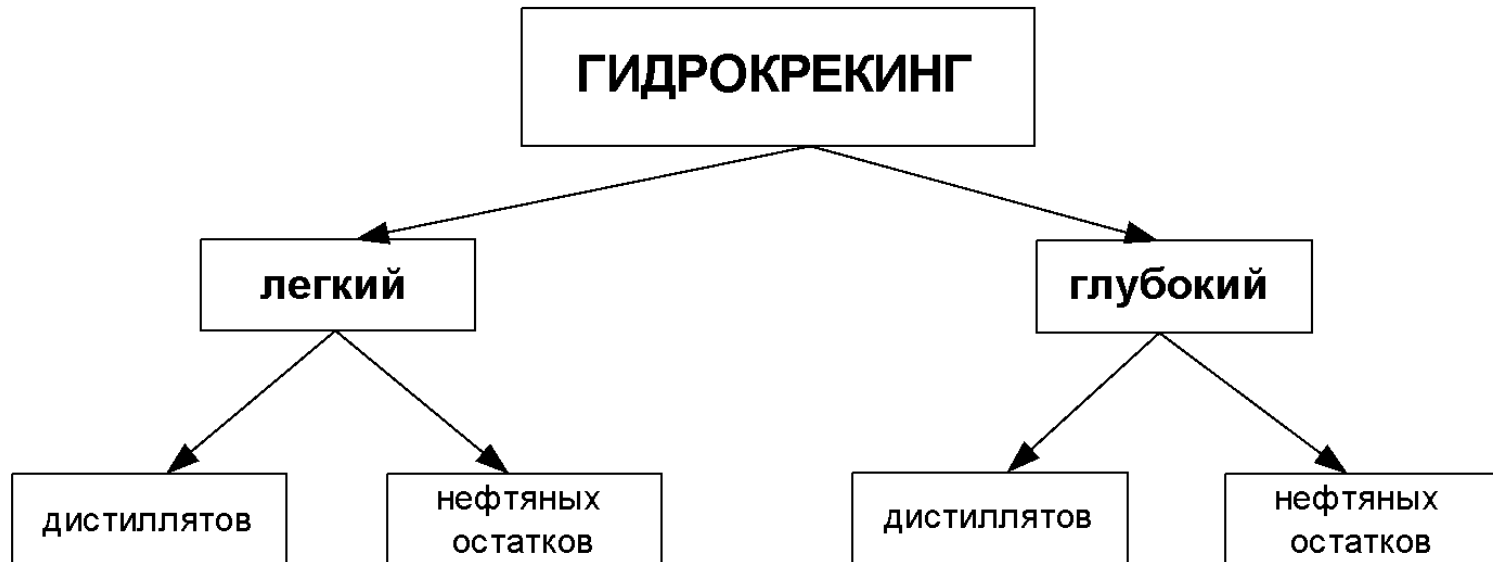 ГИДРОКРЕКИНГ
легкий
глубокий
дистиллятов
нефтяных
остатков
дистиллятов
нефтяных
остатков